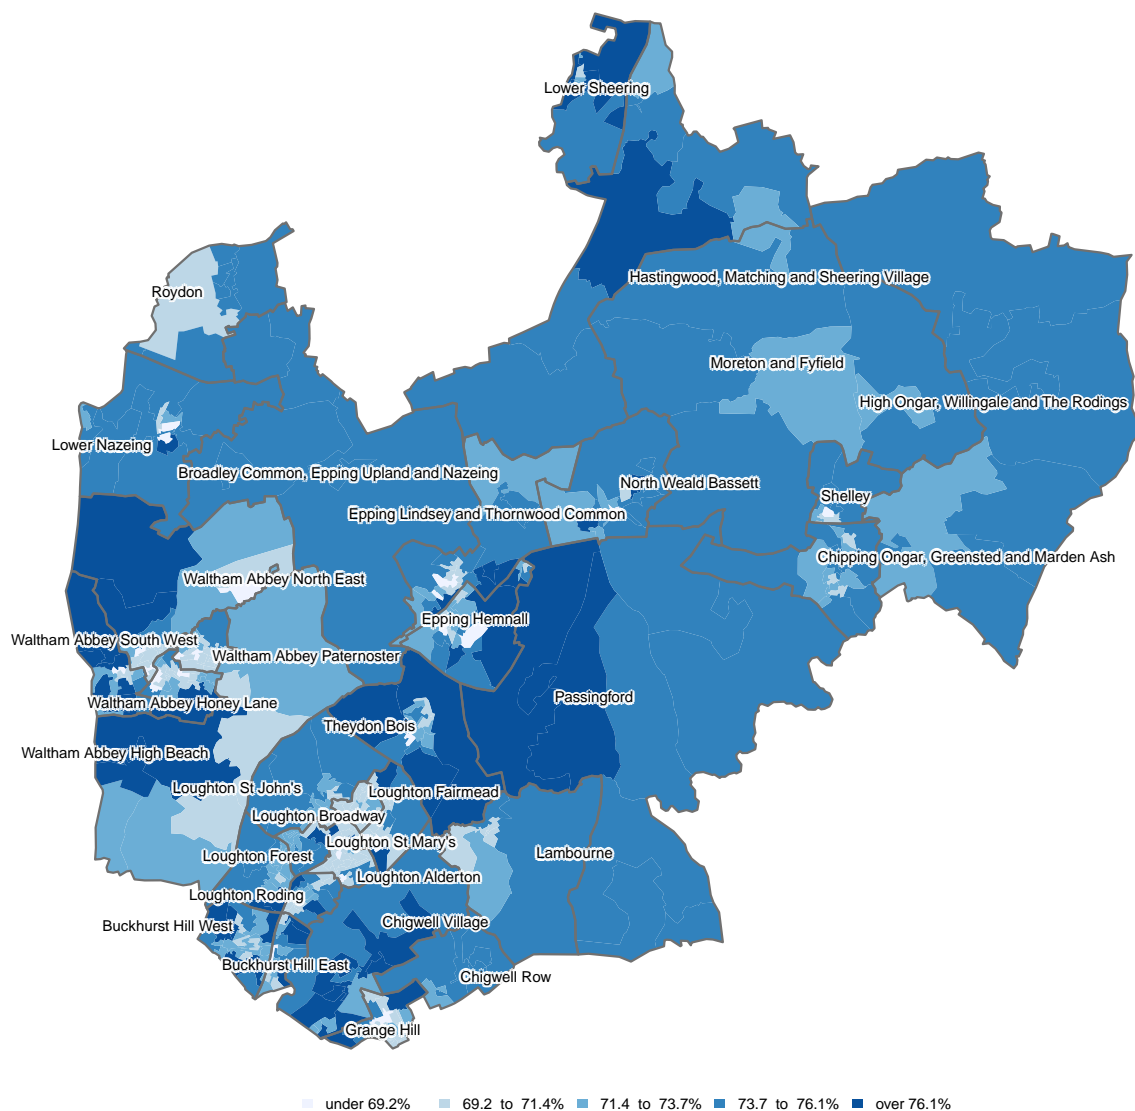 Lower Sheering
Hastingwood, Matching and Sheering Village
Roydon
Moreton and Fyfield
High Ongar, Willingale and The Rodings
Lower Nazeing
Broadley Common, Epping Upland and Nazeing
North Weald Bassett
Shelley
Epping Lindsey and Thornwood Common
Chipping Ongar, Greensted and Marden Ash
Waltham Abbey North East
Epping Hemnall
Waltham Abbey South West
Waltham Abbey Paternoster
Passingford
Waltham Abbey Honey Lane
Theydon Bois
Waltham Abbey High Beach
Loughton St John's
Loughton Fairmead
Loughton Broadway
Loughton St Mary's
Lambourne
Loughton Forest
Loughton Alderton
Loughton Roding
Chigwell Village
Buckhurst Hill West
Buckhurst Hill East
Chigwell Row
Grange Hill
under 69.2% 69.2 to 71.4% 71.4 to 73.7% 73.7 to 76.1% over 76.1%